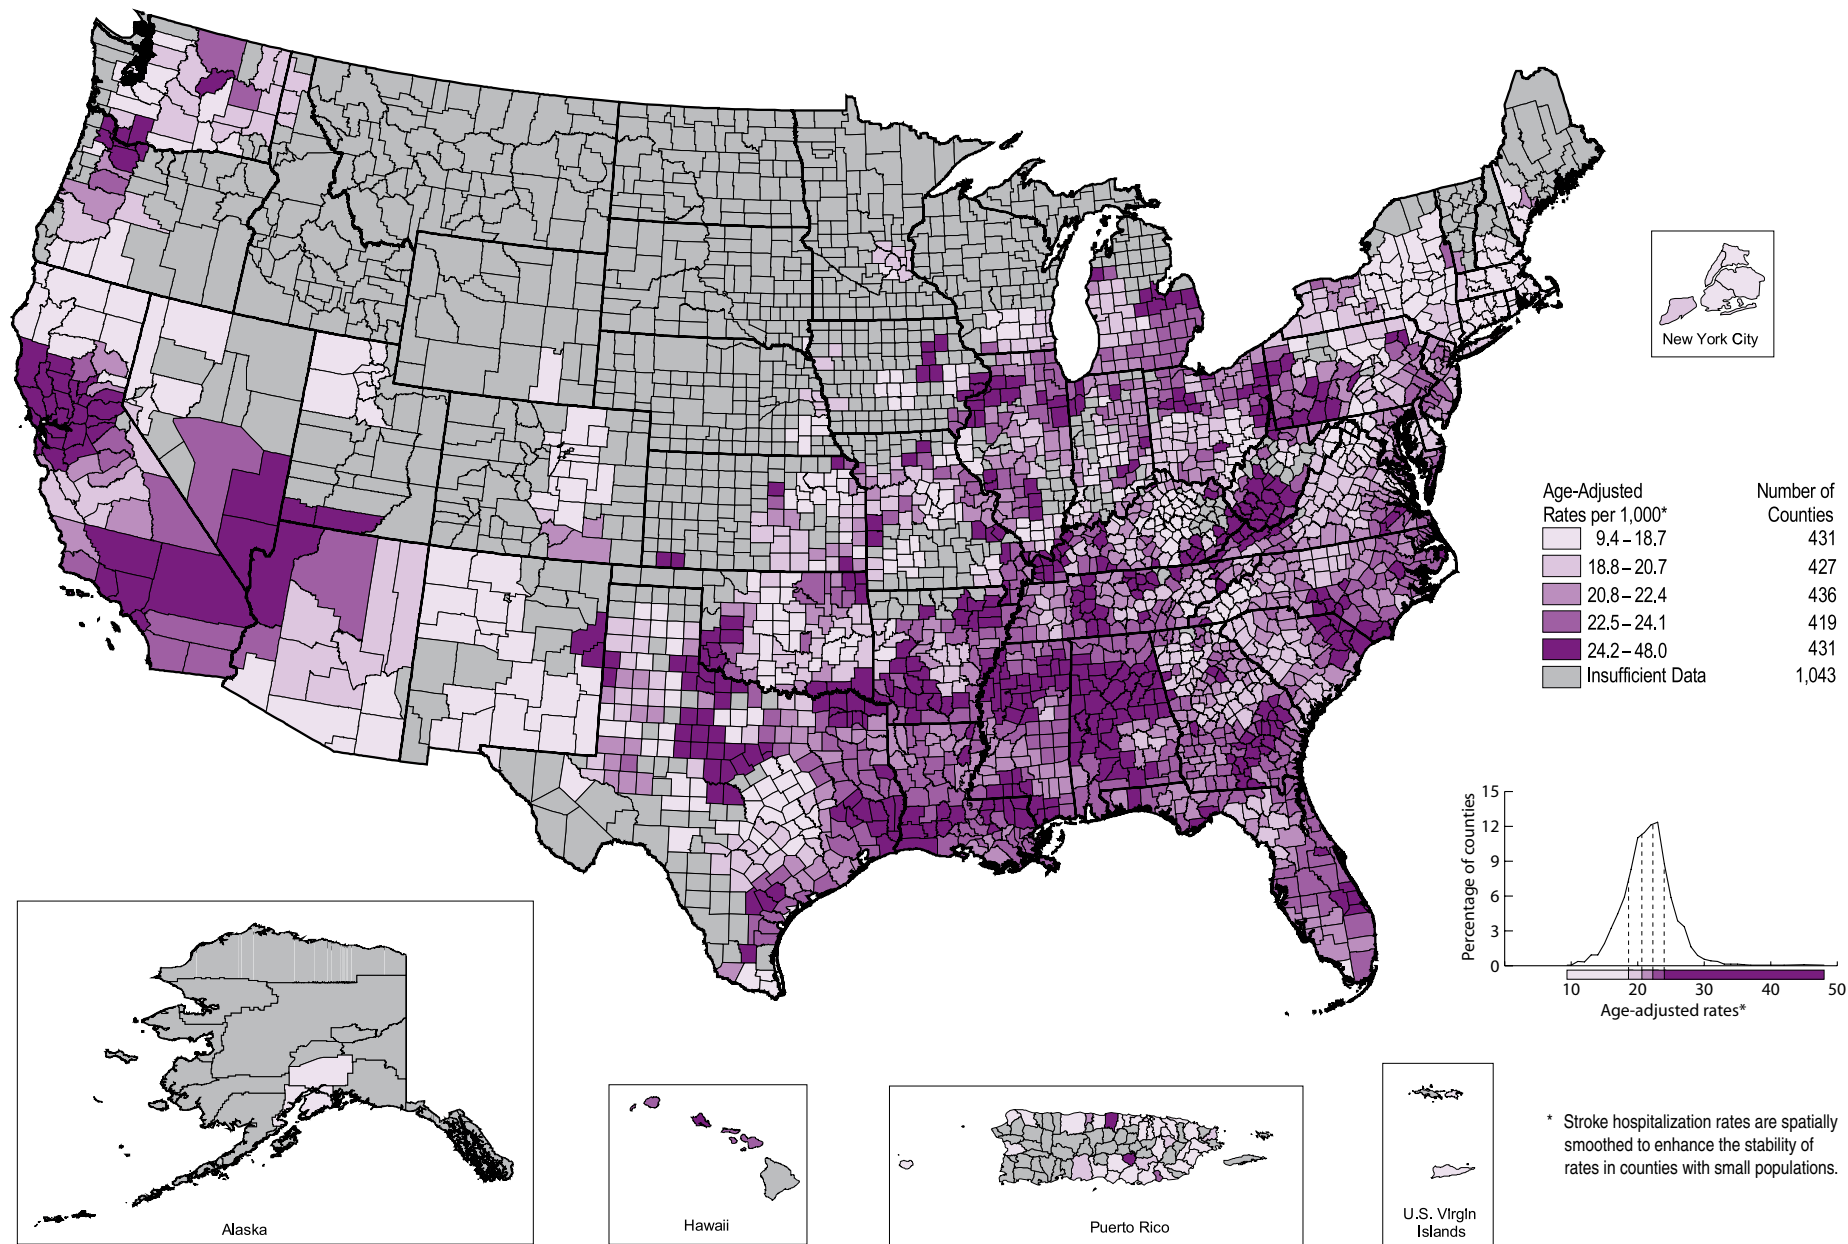 New York City
Age-Adjusted Number of
Rates per 1,000* Counties
9.4–18.7 431
18.8–20.7 427
20.8–22.4 436
22.5–24.1 419
24.2–48.0 431
Insufficient Data 1,043
15
12
9
6
3
0
Percentage of counties
10 20 30 40 50
Age-adjusted rates*
Alaska
Hawaii
Puerto Rico
U.S. VIrgIn
Islands
* Stroke hospitalization rates are spatially
smoothed to enhance the stability of
rates in counties with small populations.